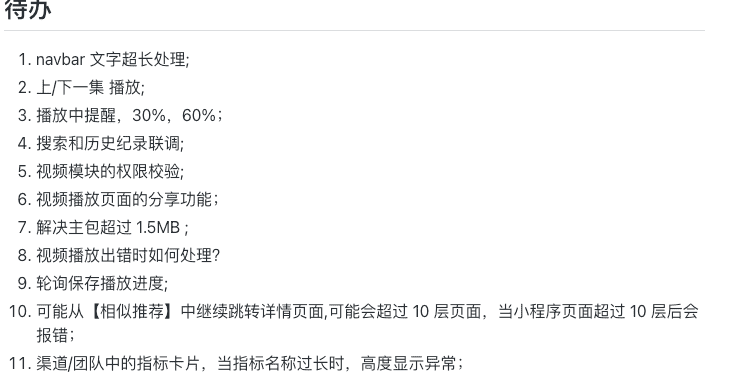 待办
1. navbar 文字超长处理;
2. 上/下一集 播放;
3. 播放中提醒，30%，60%；
4. 搜索和历史纪录联调;
5. 视频模块的权限校验;
6. 视频播放页面的分享功能；
7. 解决主包超过 1.5MB ;
8. 视频播放出错时如何处理?
9. 轮询保存播放进度;
10. 可能从【相似推荐】中继续跳转详情页面,可能会超过 10 层页面，当小程序页面超过 10 层后会
报错；
11. 渠道/团队中的指标卡片，当指标名称过长时，高度显示异常；